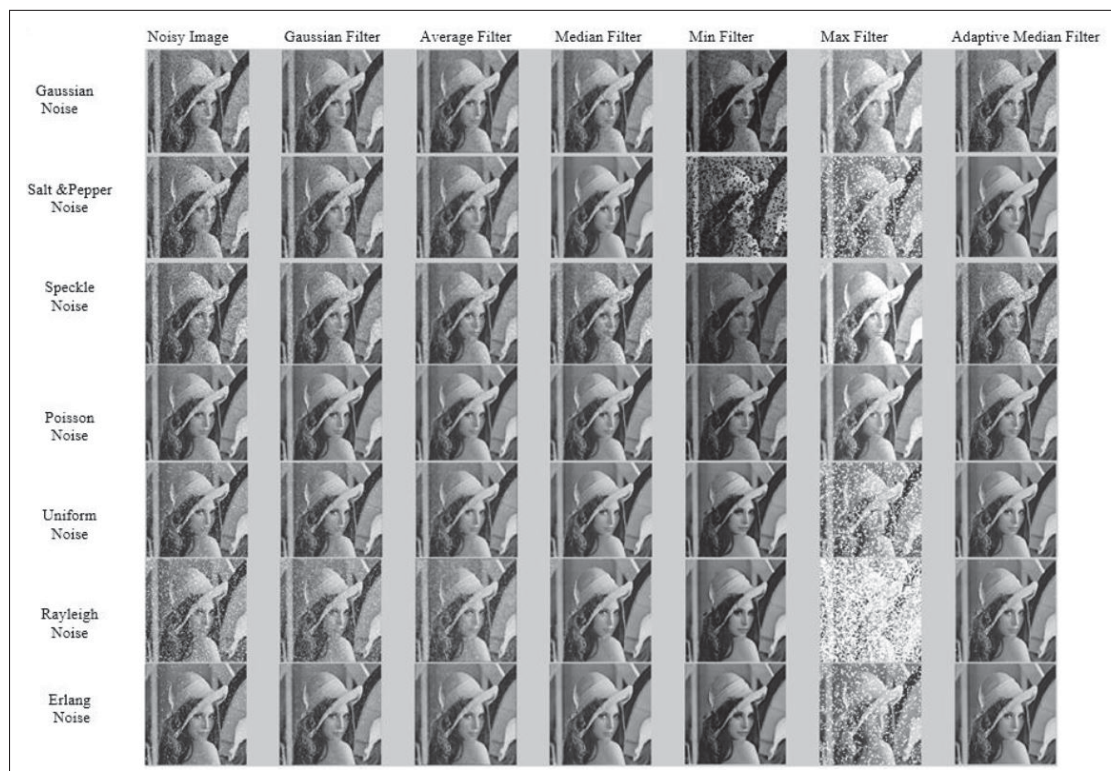 Noisy Image Gaussian Filter Average Filter Median Filter Min Filter Max Filter Adaptive Median Filter
Gaussian
Noise
Salt &Pepper
Noise
Speckle
Noise
Poisson
Noise
Uniform
Noise
Rayleigh
Noise
Erlang
Noise